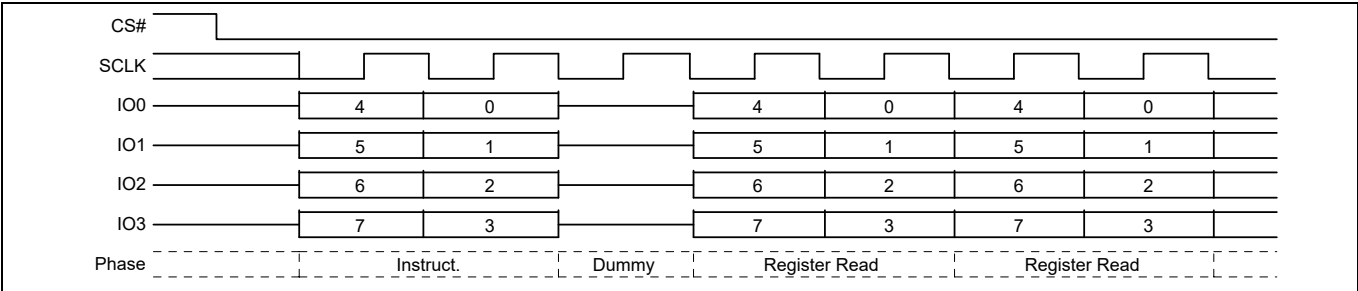 CS#
SCLK
IO0 4 0 4 0 4 0
IO1 5 1 5 1 5 1
IO2 6 2 6 2 6 2
IO3 7 3 7 3 7 3
Phase Instruct. Dummy Register Read Register Read